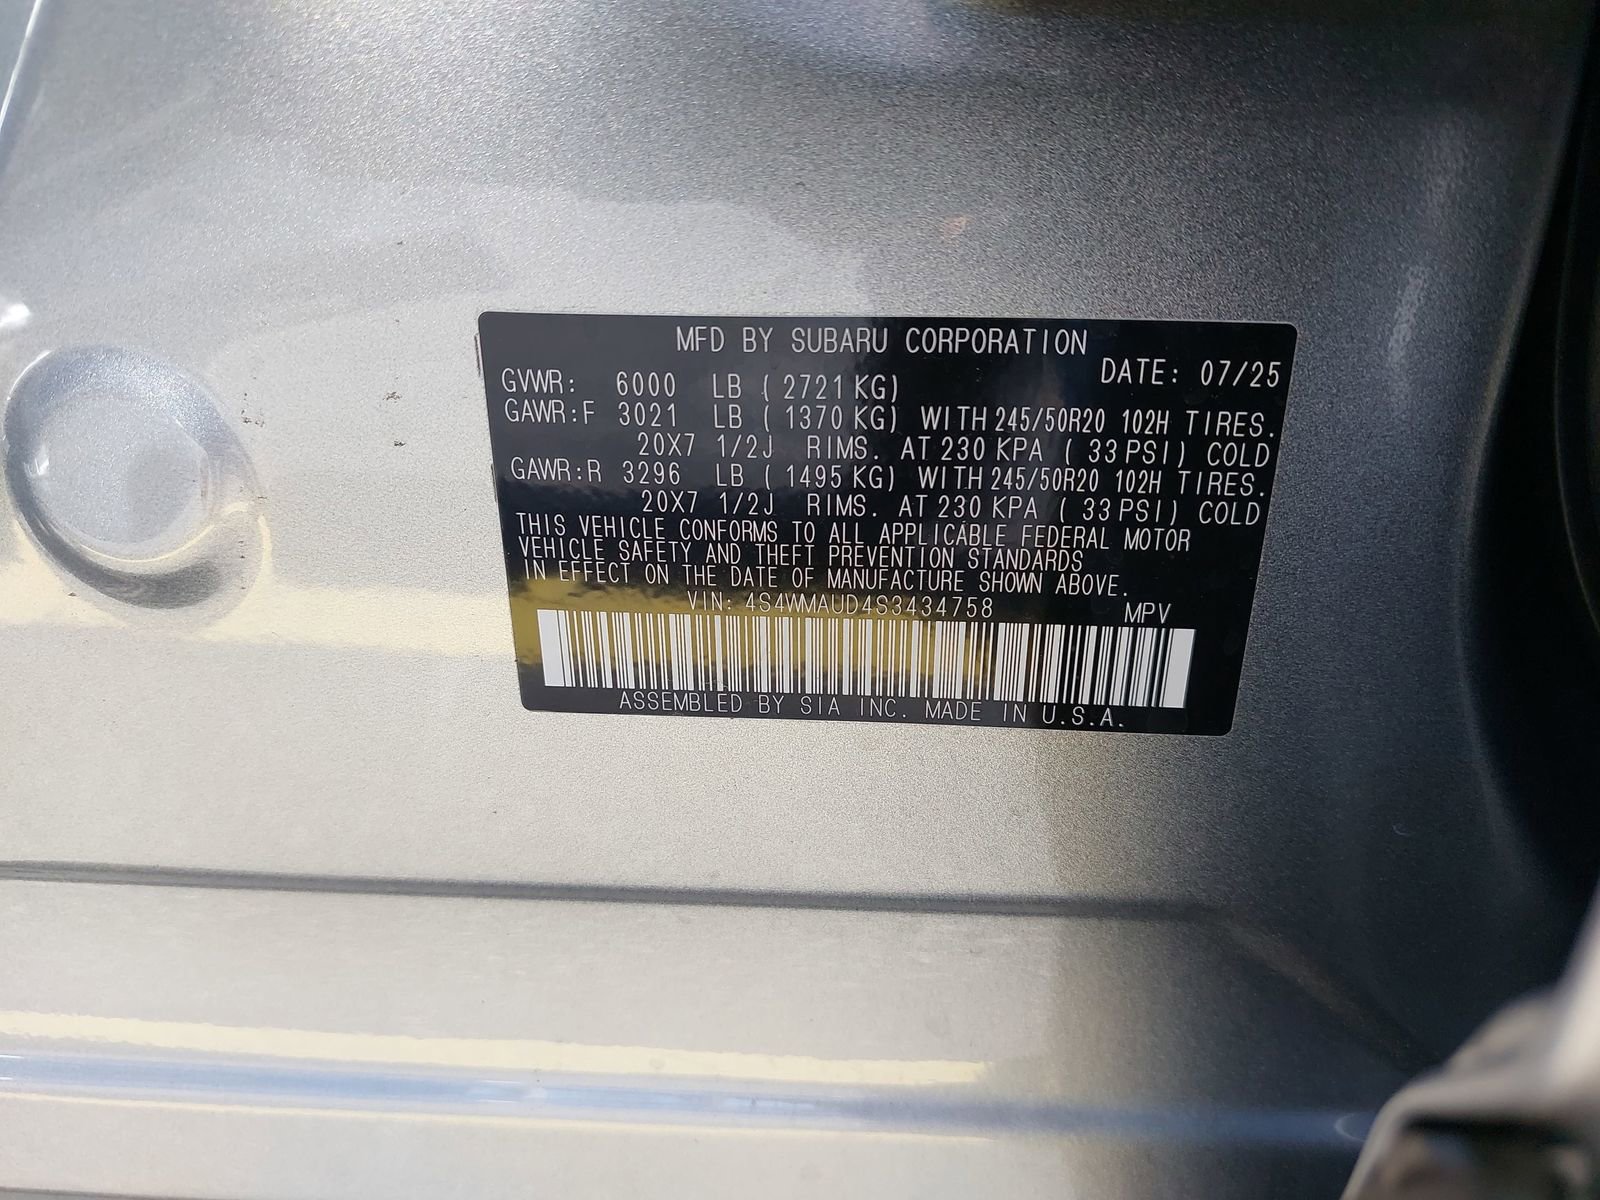 MFD BY SUBARU CORPORATION
DATE: 07/25
GVWR: 6000 LB ( 2721 KG)
GAWR:F 3021 LB ( 1370 KG) WITH 245/50R20 102H TIRES.
20X7 1/2J RIMS. AT 230 KPA ( 33 PSI) COLD
GAWR:R 3296 LB ( 1495 KG) WITH 245/50R20 102H TIRES.
20X7 1/2J RIMS. AT 230 KPA ( 33 PSI) COLD
THIS VEHICLE CONFORMS TO ALL APPLICABLE FEDERAL MOTOR
VEHICLE SAFETY AND THEFT PREVENTION STANDARDS
IN EFFECT ON THE DATE OF MANUFACTURE SHOWN ABOVE.
VIN: 4S4WMAUD4S3434758 MPV
ASSEMBLED BY SIA INC. MADE IN U.S.A.